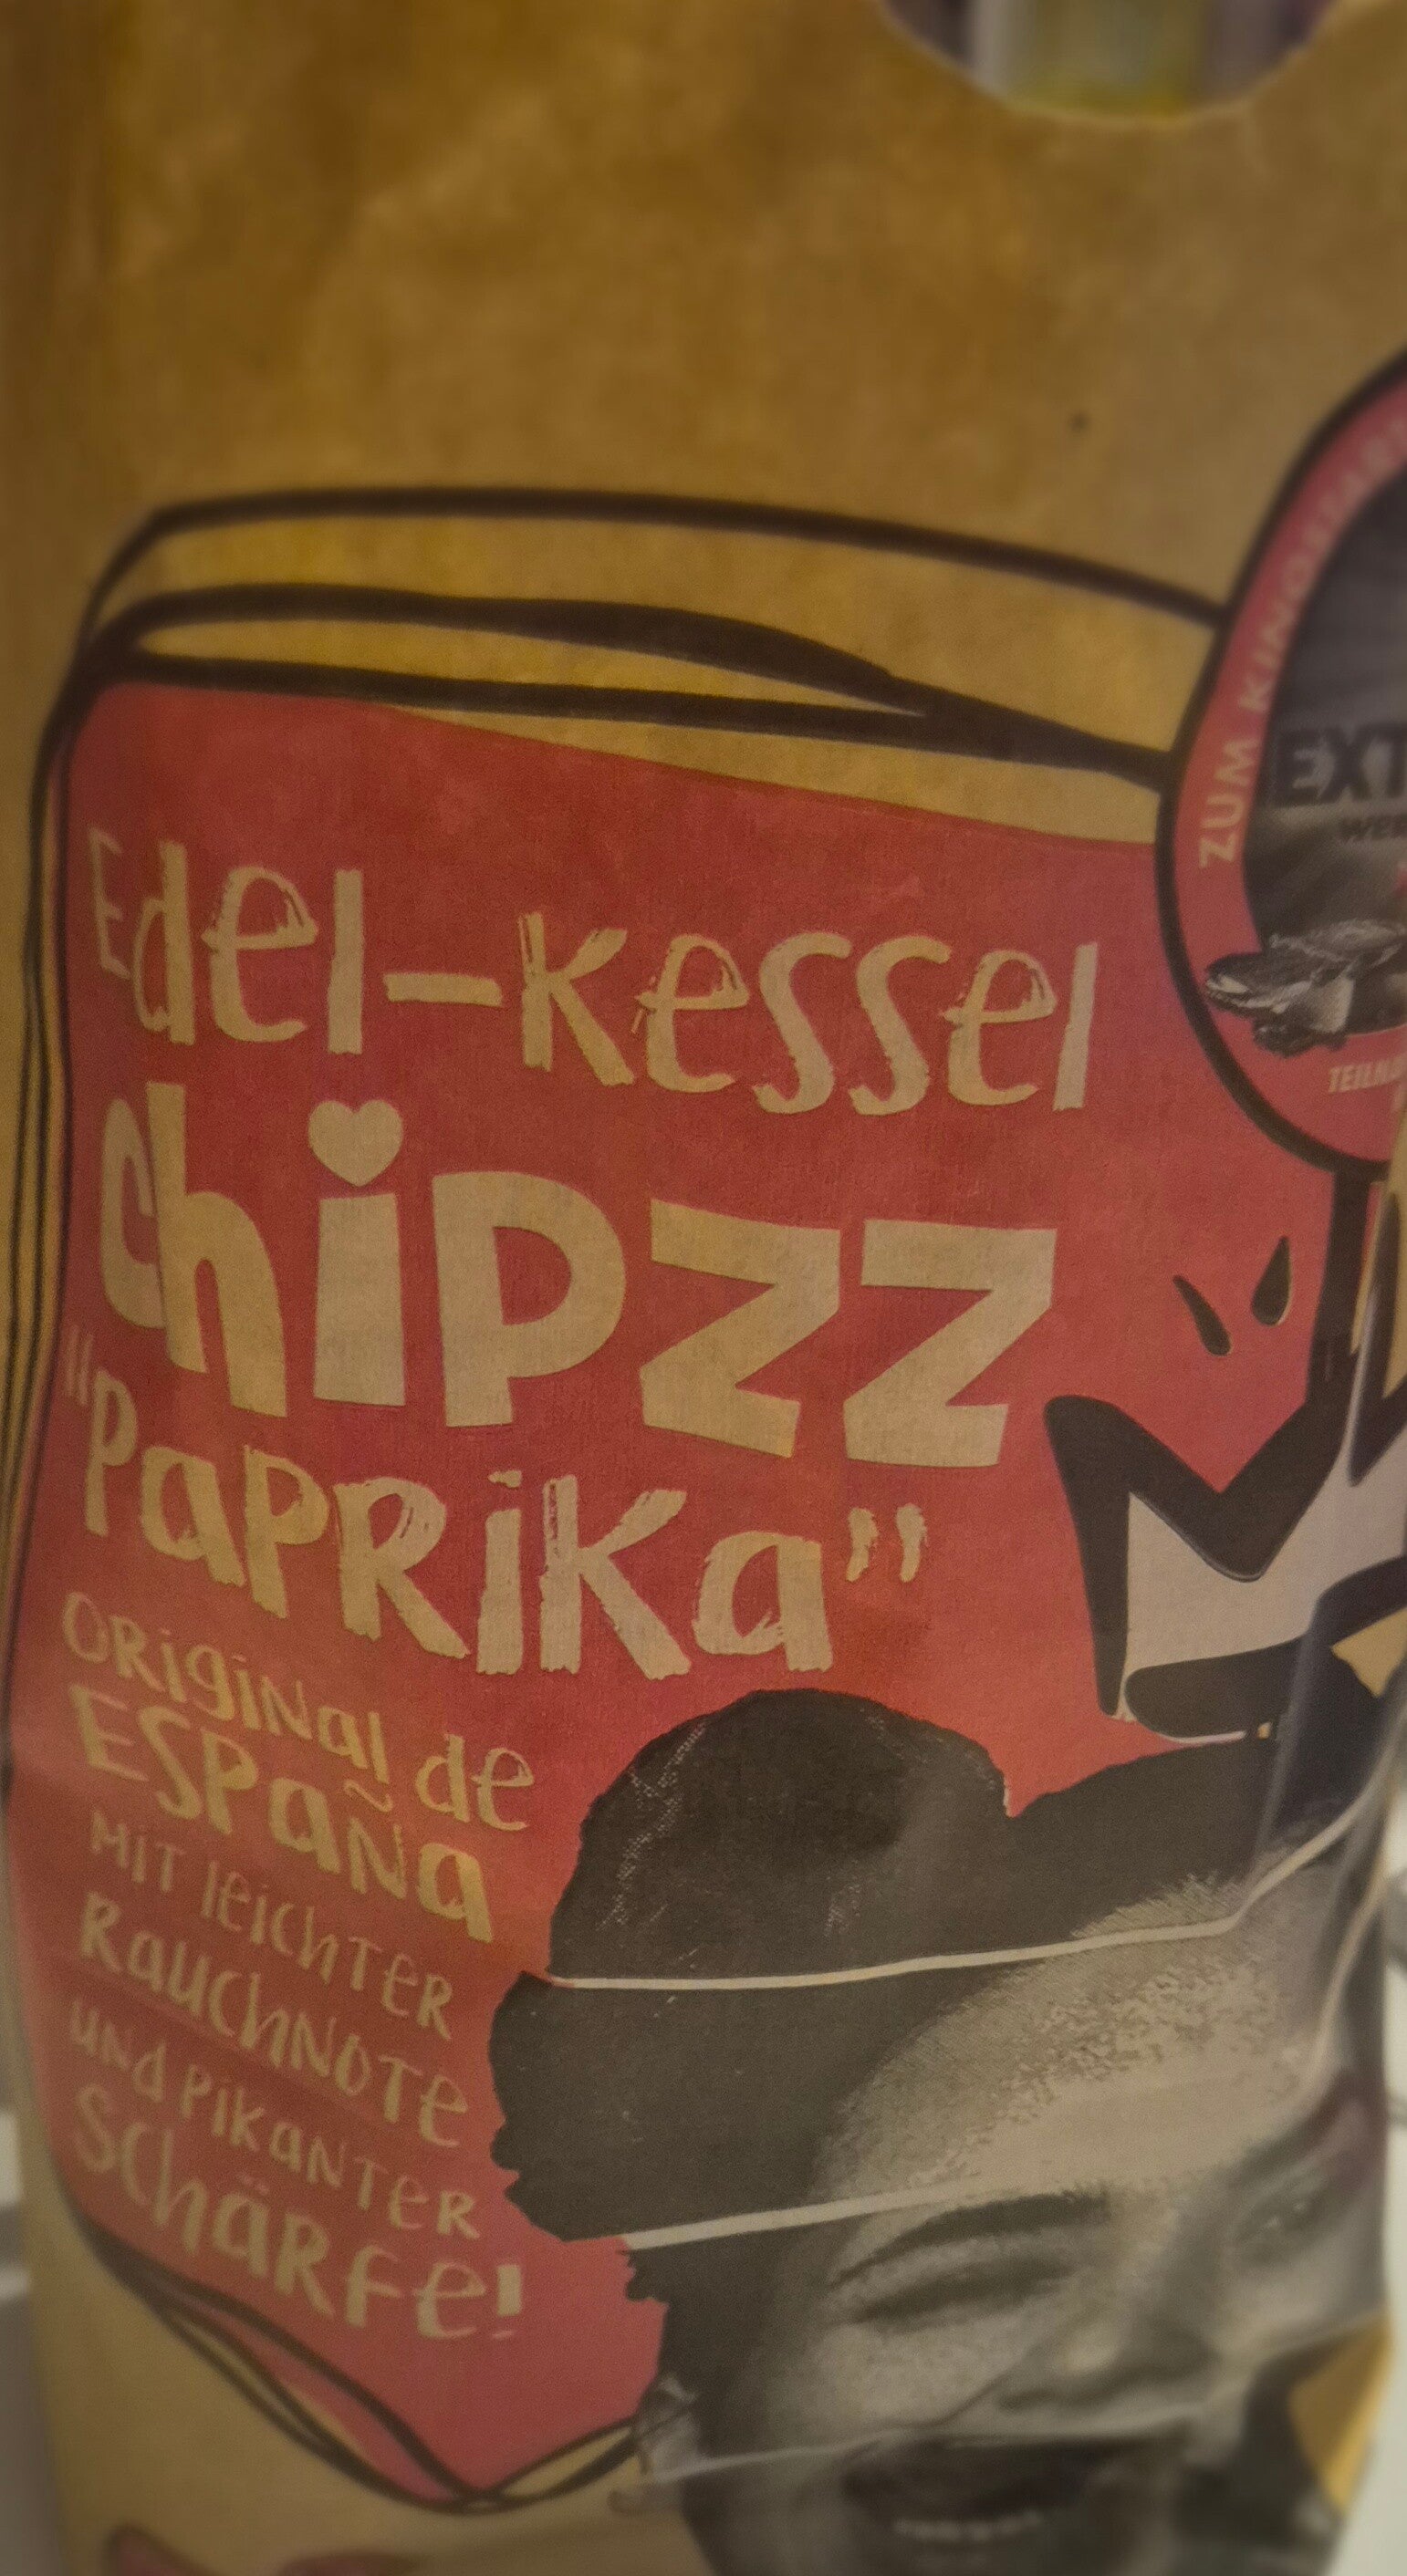 Edel-Kessel
chipzz
"Paprika"
Original de
España
mit leichter
Rauchnote
und pikanter
Schärfe!
ZUM